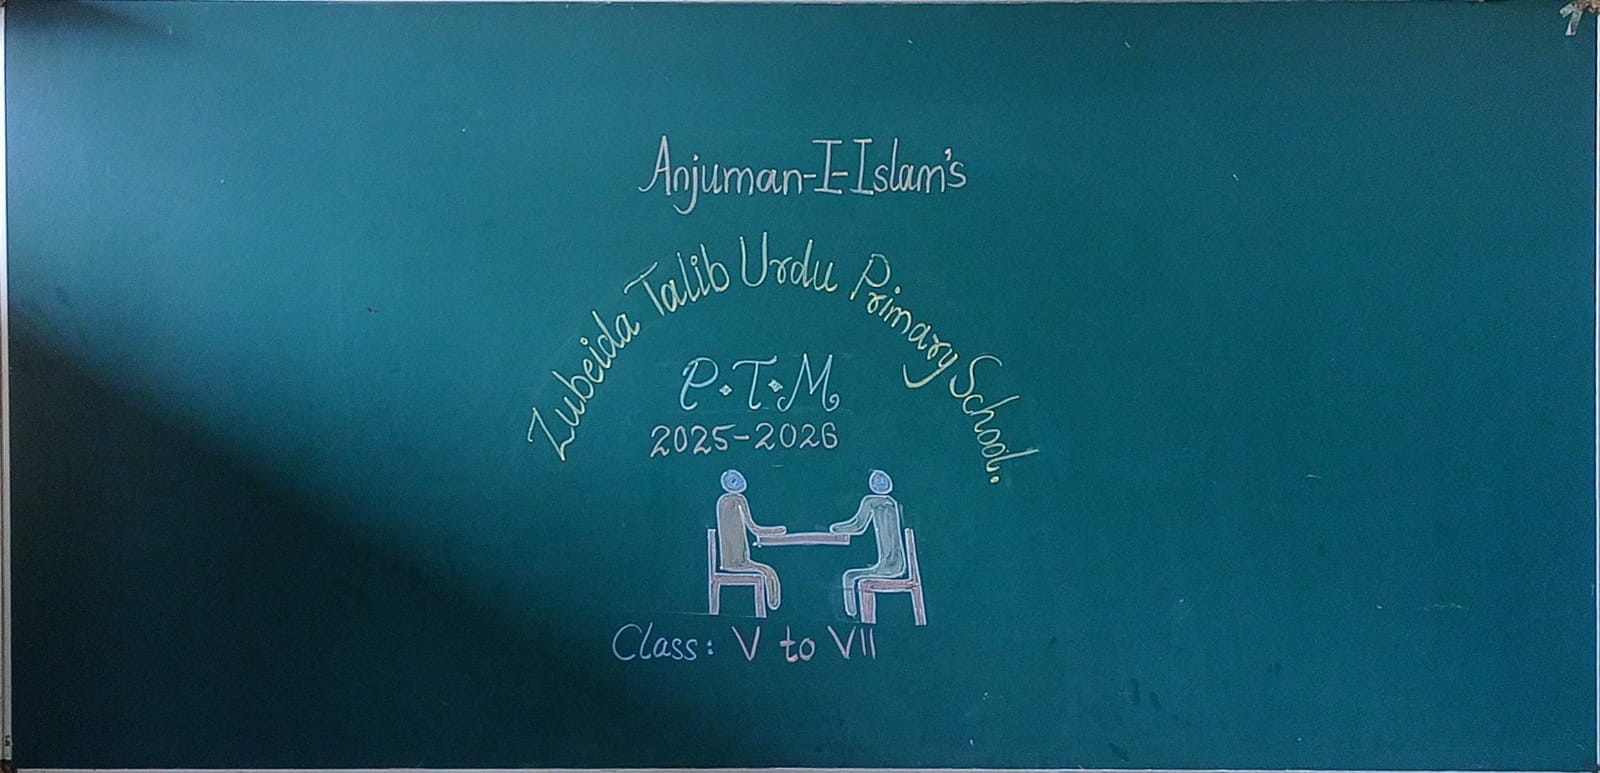 Anjuman-I-Islam's
Zubeida Talib Urdu Primary School.
P.T.M
2025-2026
Class: V to VII